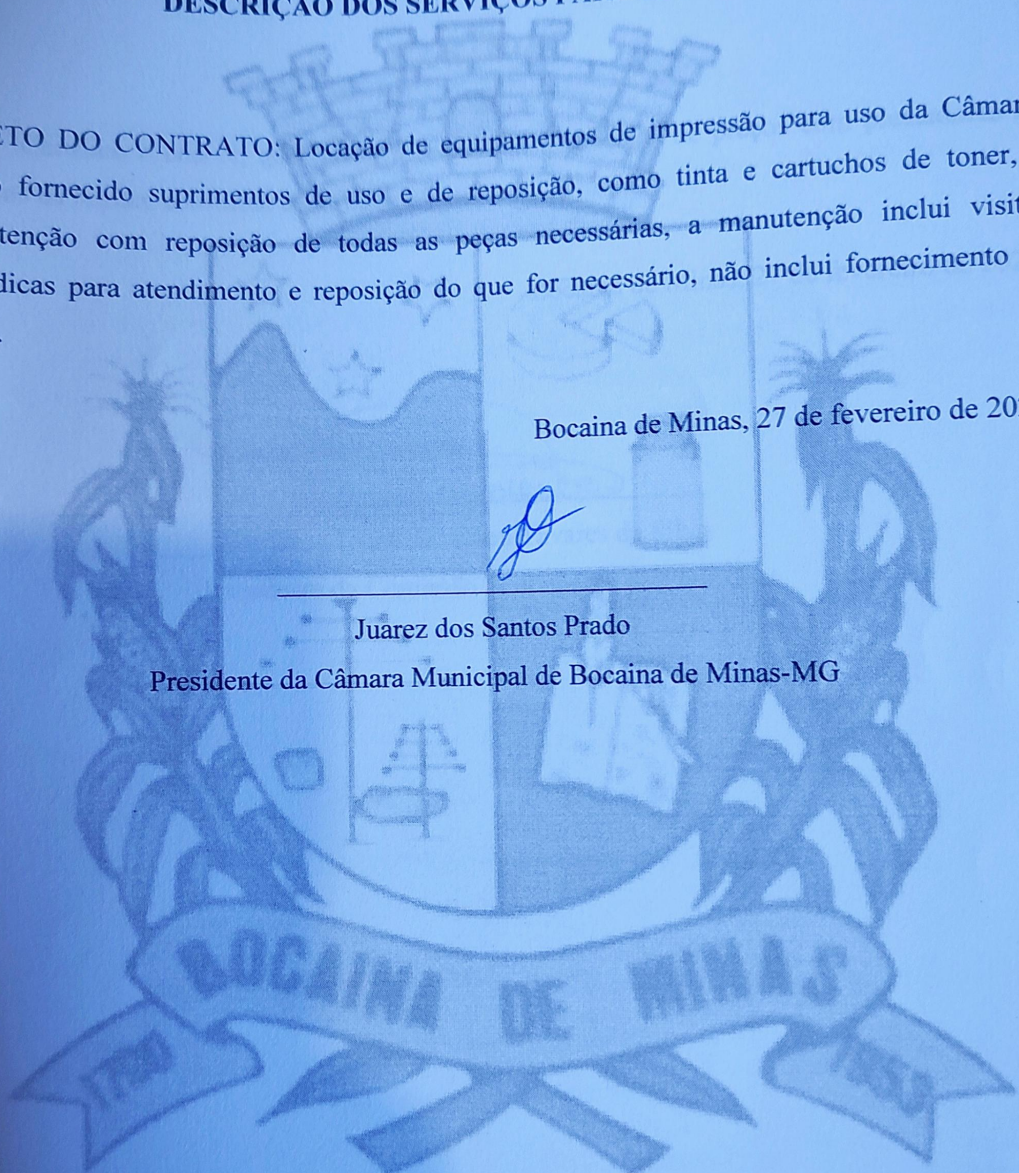 DESCRIÇÃO DOS SERVIÇOS
TO DO CONTRATO: Locação de equipamentos de impressão para uso da Câmar
fornecido suprimentos de uso e de reposição, como tinta e cartuchos de toner,
tenção com reposição de todas as peças necessárias, a manutenção inclui visit
dicas para atendimento e reposição do que for necessário, não inclui fornecimento
Bocaina de Minas, 27 de fevereiro de 20
Juarez dos Santos Prado
Presidente da Câmara Municipal de Bocaina de Minas-MG
BOCAINA DE MINAS
1953